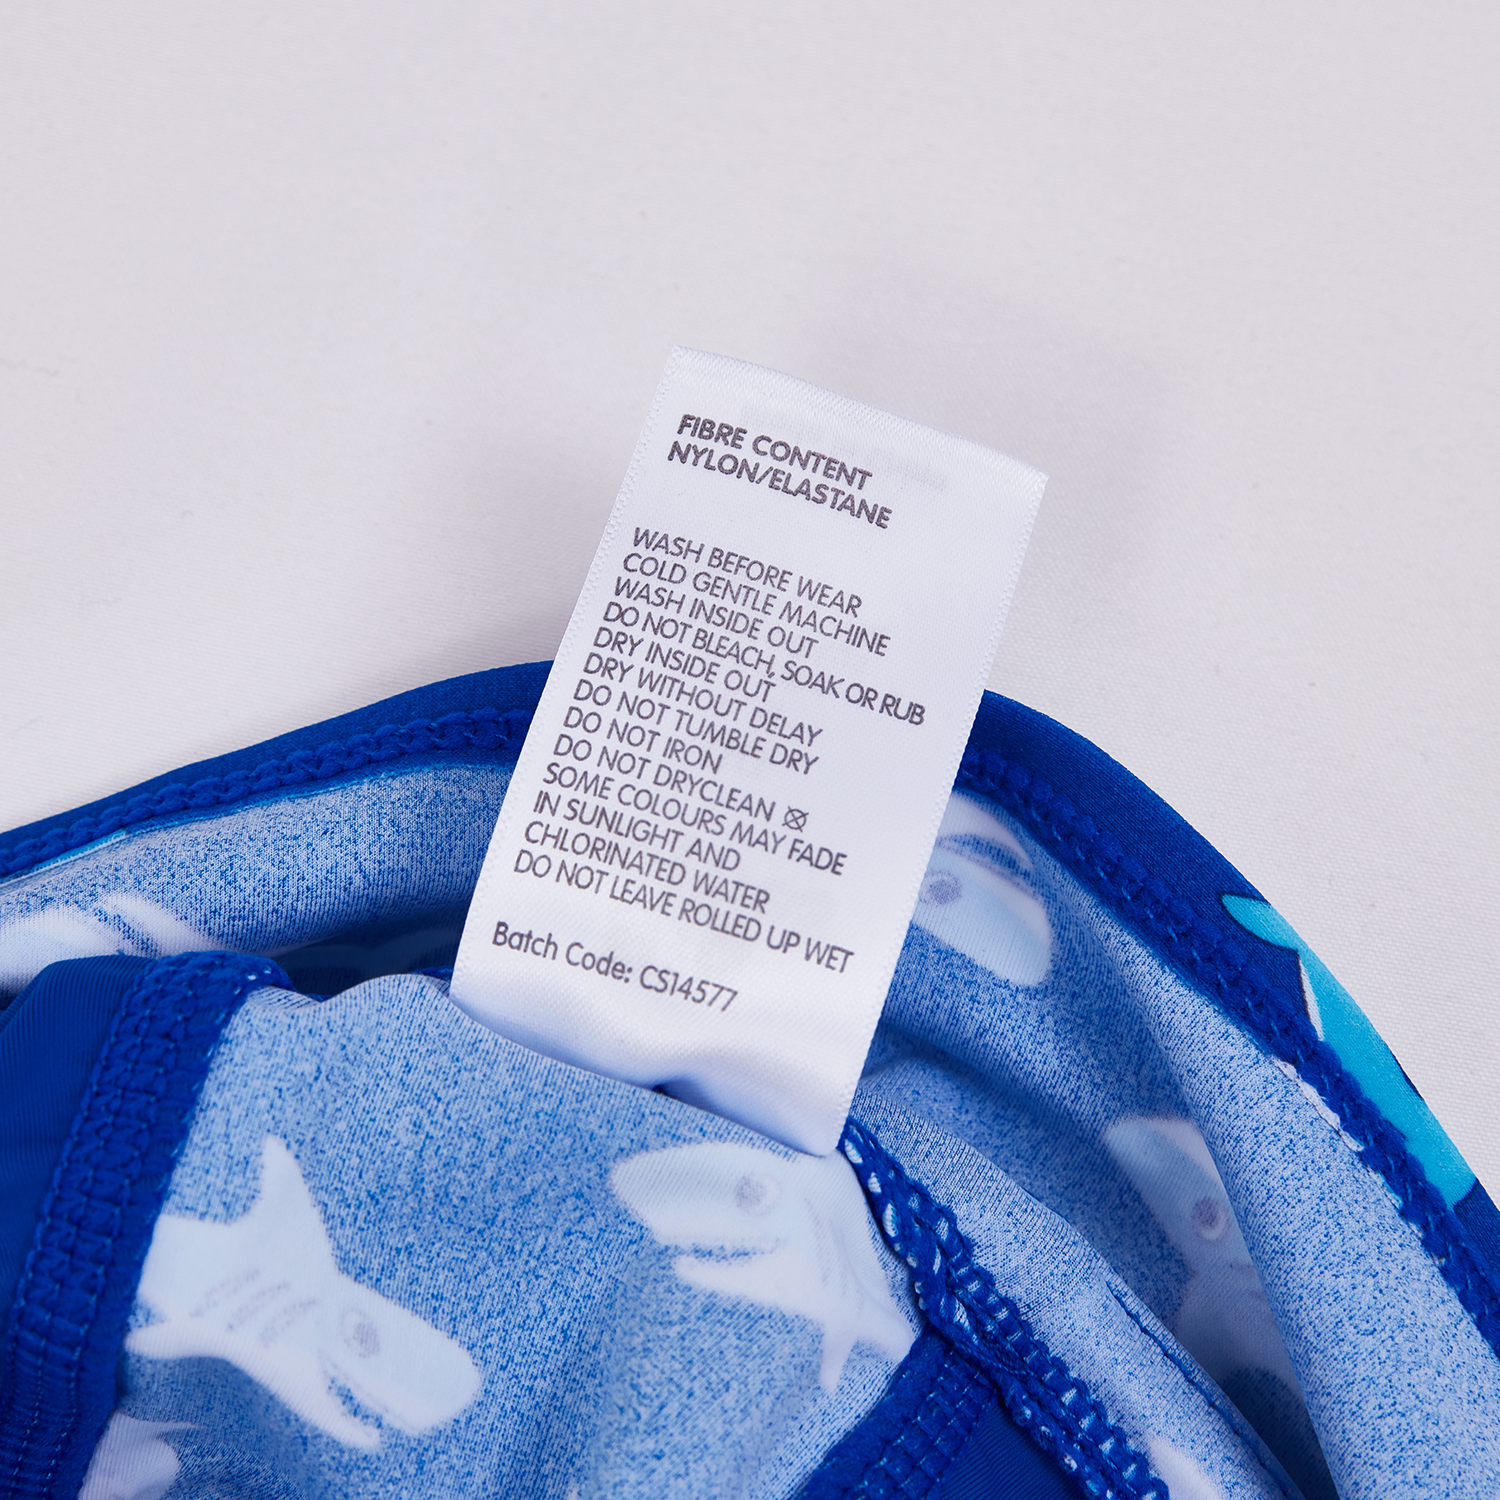 FIBRE CONTENT
NYLON/ELASTANE
WASH BEFORE WEAR
COLD GENTLE MACHINE
WASH INSIDE OUT
DO NOT BLEACH, SOAK OR RUB
DRY INSIDE OUT
DRY WITHOUT DELAY
DO NOT TUMBLE DRY
DO NOT IRON
DO NOT DRYCLEAN
SOME COLOURS MAY FADE
IN SUNLIGHT AND
CHLORINATED WATER
DO NOT LEAVE ROLLED UP WET
Batch Code: CS14577